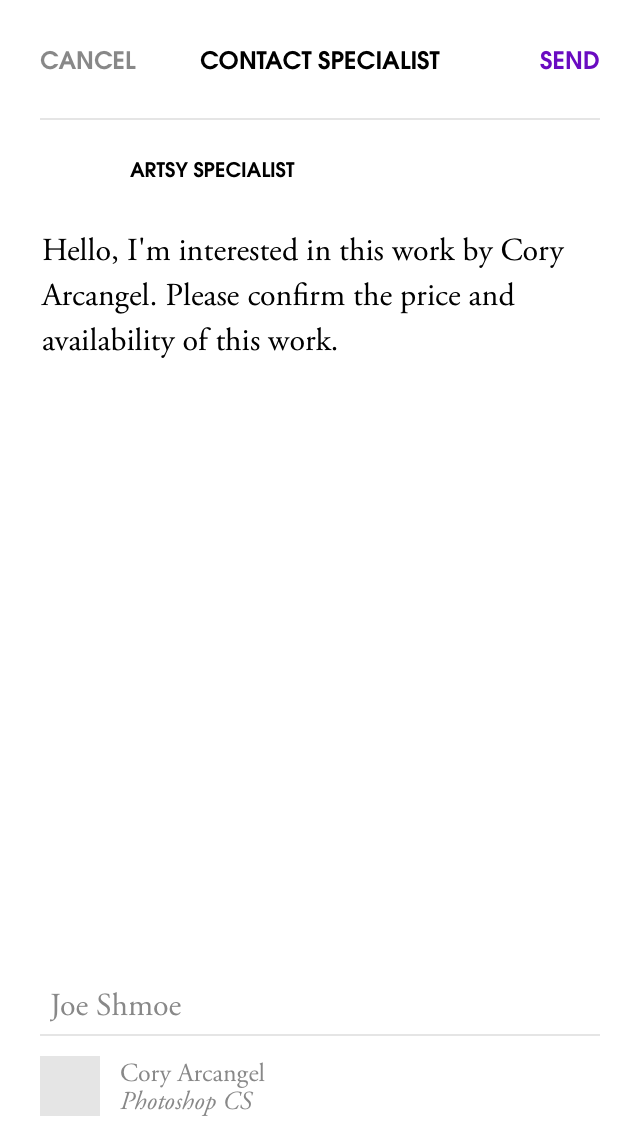 CANCEL CONTACT SPECIALIST SEND
ARTSY SPECIALIST
Hello, I'm interested in this work by Cory
Arcangel. Please confirm the price and
availability of this work.
Joe Shmoe
Cory Arcangel
Photoshop CS